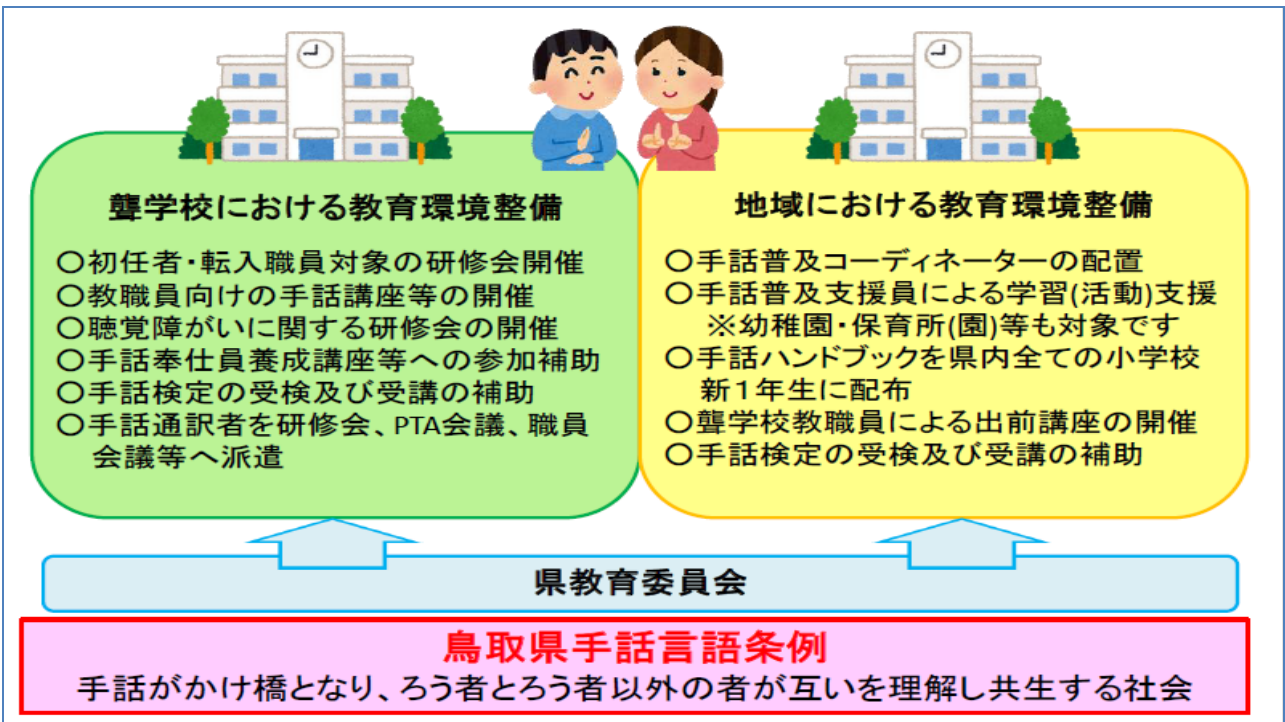 聾学校における教育環境整備
○初任者・転入職員対象の研修会開催
○教職員向けの手話講座等の開催
○聴覚障がいに関する研修会の開催
○手話奉仕員養成講座等への参加補助
○手話検定の受検及び受講の補助
○手話通訳者を研修会、PTA会議、職員
会議等へ派遣
地域における教育環境整備
○手話普及コーディネーターの配置
○手話普及支援員による学習(活動)支援
※幼稚園・保育所(園)等も対象です
○手話ハンドブックを県内全ての小学校
新1年生に配布
○聾学校教職員による出前講座の開催
○手話検定の受検及び受講の補助
県教育委員会
鳥取県手話言語条例
手話がかけ橋となり、ろう者とろう者以外の者が互いを理解し共生する社会